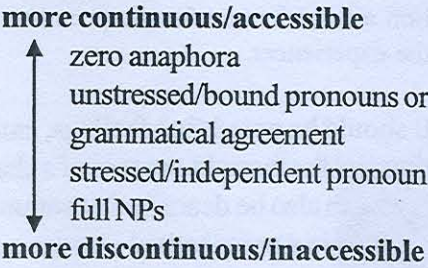 more continuous/accessible
zero anaphora
unstressed/bound pronouns or
grammatical agreement
stressed/independent pronoun
full NPs
more discontinuous/inaccessible